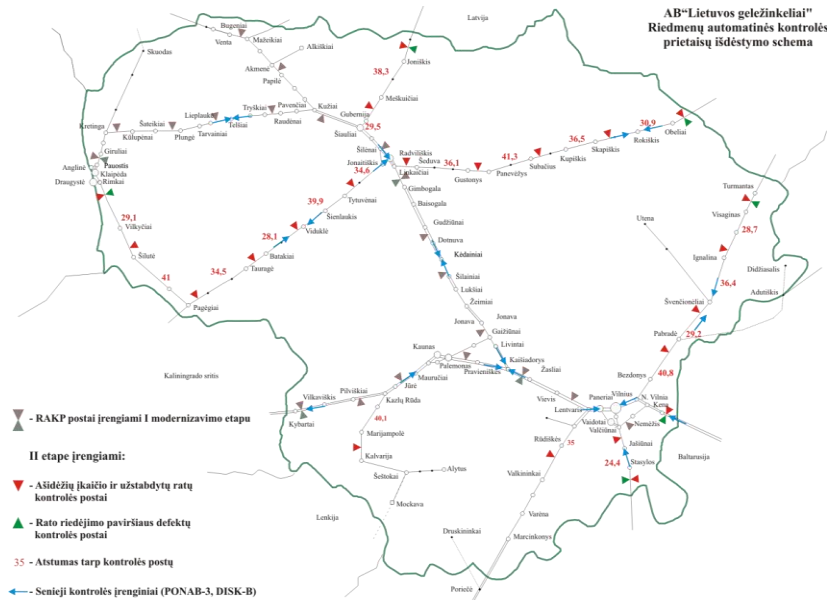 AB“Lietuvos geležinkeliai"
Riedmenų automatinės kontrolės
prietaisų išdėstymo schema
Latvija
Bugeniai
Venta
Mažeikiai
Skuodas
Alkiškiai
Akmenė
Papilė
Joniškis
38,3
Meškuičiai
Lieplaukė
Tryškiai
Pavenčiai
Kužiai
Gubernija
29,5
Šateikiai
Telšiai
Raudėnai
Šiauliai
Kretinga
Kūlupėnai
Plungė
Tarvainiai
Šilėnai
Radviliškis
Giruliai
Jonaitiškis
Linkaičiai
Šeduva
36,1
41,3
36,5
30,9
Obeliai
Rokiškis
Skapiškis
Kupiškis
Subačius
Panevėžys
Gustonys
Anglinė
Pauostis
Klaipėda
Draugystė
Rimkai
34,6
Gimbogala
Tytuvėnai
Baisogala
Turmantas
Visaginas
28,7
29,1
Vilkyčiai
39,9
Šienlaukis
Gudžiūnai
Utena
28,1
Viduklė
Dotnuva
Šilutė
Batakiai
Kėdainiai
Ignalina
Didžiasalis
34,5
Tauragė
Šilainiai
36,4
41
Lukšiai
Adutiškis
Pagėgiai
Žeimiai
Švenčionėliai
Jonava
Jonava
Gaižiūnai
Pabradė
29,2
Kaunas
Livintai
Palemonas
Kaišiadorys
Kaliningrado sritis
Mauručiai
Pravieniškės
Žasliai
Bezdonys
40,8
Pilviškiai
Jūrė
Vilkaviškis
Kazlų Rūda
Vievis
Paneriai
Vilnius
N. Vilnia
Kena
Lentvaris
Kybartai
40,1
Vaidotai
Nemėžis
Valčiūnai
Marijampolė
Rūdiškės
35
Jašiūnai
Baltarusija
Kalvarija
24,4
Stasylos
Šeštokai
Alytus
Valkininkai
Mockava
Varėna
Lenkija
Druskininkai
Marcinkonys
Poriečė
- RAKP postai įrengiami I modernizavimo etapu
II etape įrengiami:
- Ašidėžių įkaičio ir užstabdytų ratų
kontrolės postai
- Rato riedėjimo paviršiaus defektų
kontrolės postai
35 - Atstumas tarp kontrolės postų
- Senieji kontrolės įrenginiai (PONAB-3, DISK-B)